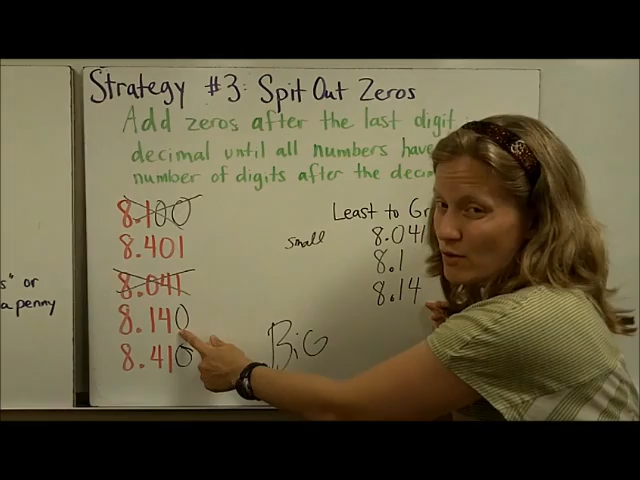 Strategy #3: Spit Out Zeros
Add zeros after the last digit
decimal until all numbers have
number of digits after the
8.100
8.401
8.041
8.140
8.410
Least to
small
8.041
8.1
8.14
BiG
s" or
a penny